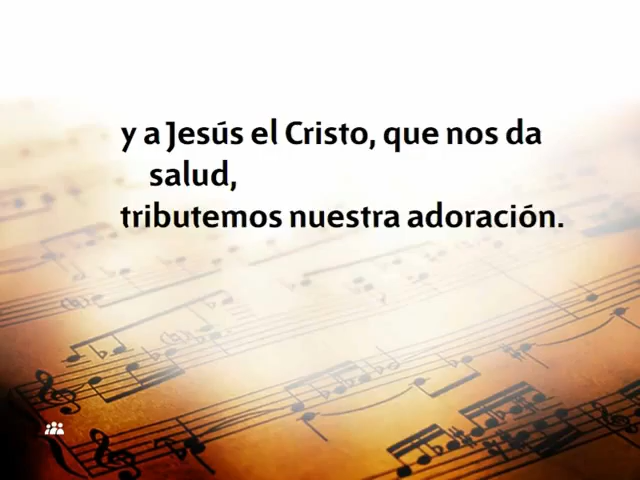 y a Jesús el Cristo, que nos da
salud,
tributemos nuestra adoración.